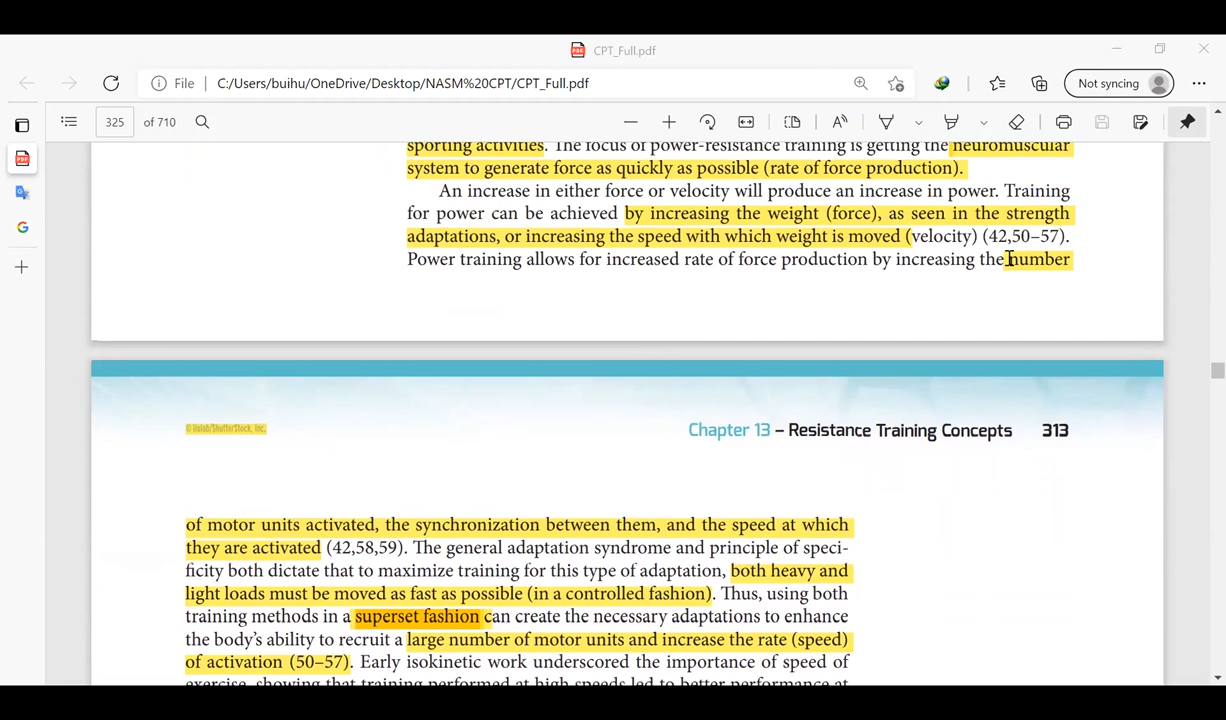 CPT_Full.pdf
File C:/Users/buihu/OneDrive/Desktop/NASM%20CPT/CPT_Full.pdf
Not syncing
325 of 710
sporting activities. The focus of power-resistance training is getting the neuromuscular
system to generate force as quickly as possible (rate of force production).
An increase in either force or velocity will produce an increase in power. Training
for power can be achieved by increasing the weight (force), as seen in the strength
adaptations, or increasing the speed with which weight is moved (velocity) (42,50–57).
Power training allows for increased rate of force production by increasing the number
© Holab/ShutterStock, Inc.
Chapter 13 – Resistance Training Concepts 313
of motor units activated, the synchronization between them, and the speed at which
they are activated (42,58,59). The general adaptation syndrome and principle of speci-
ficity both dictate that to maximize training for this type of adaptation, both heavy and
light loads must be moved as fast as possible (in a controlled fashion). Thus, using both
training methods in a superset fashion can create the necessary adaptations to enhance
the body's ability to recruit a large number of motor units and increase the rate (speed)
of activation (50–57). Early isokinetic work underscored the importance of speed of
exercise, showing that training performed at high speeds led to better performance at